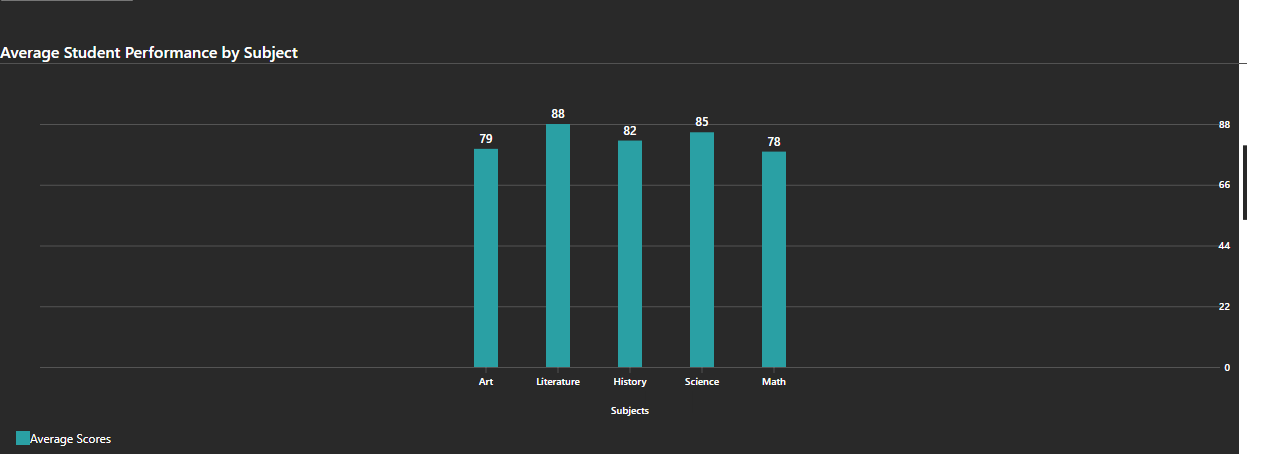 Average Student Performance by Subject
79
88
82
85
78
88
66
44
22
0
Art
Literature
History
Science
Math
Subjects
Average Scores